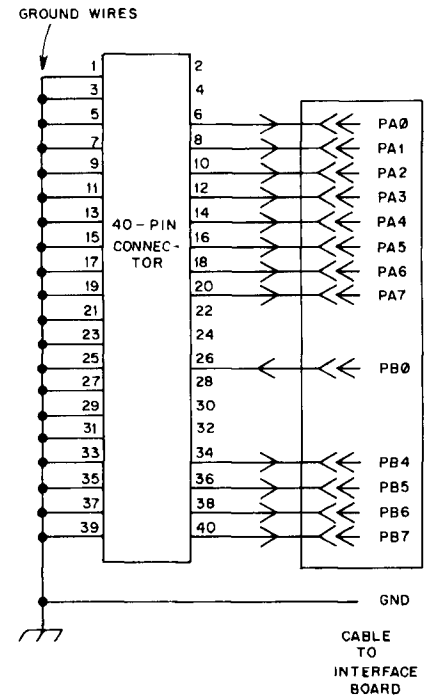 GROUND WIRES
1 2
3 4
5 6 PAØ
7 8 PA1
9 10 PA2
11 12 PA3
13 14 PA4
40-PIN
15 16 PA5
CONNEC-
TOR
17 18 PA6
19 20 PA7
21 22
23 24
25 26 PBØ
27 28
29 30
31 32
33 34 PB4
35 36 PB5
37 38 PB6
39 40 PB7
GND
CABLE
TO
INTERFACE
BOARD